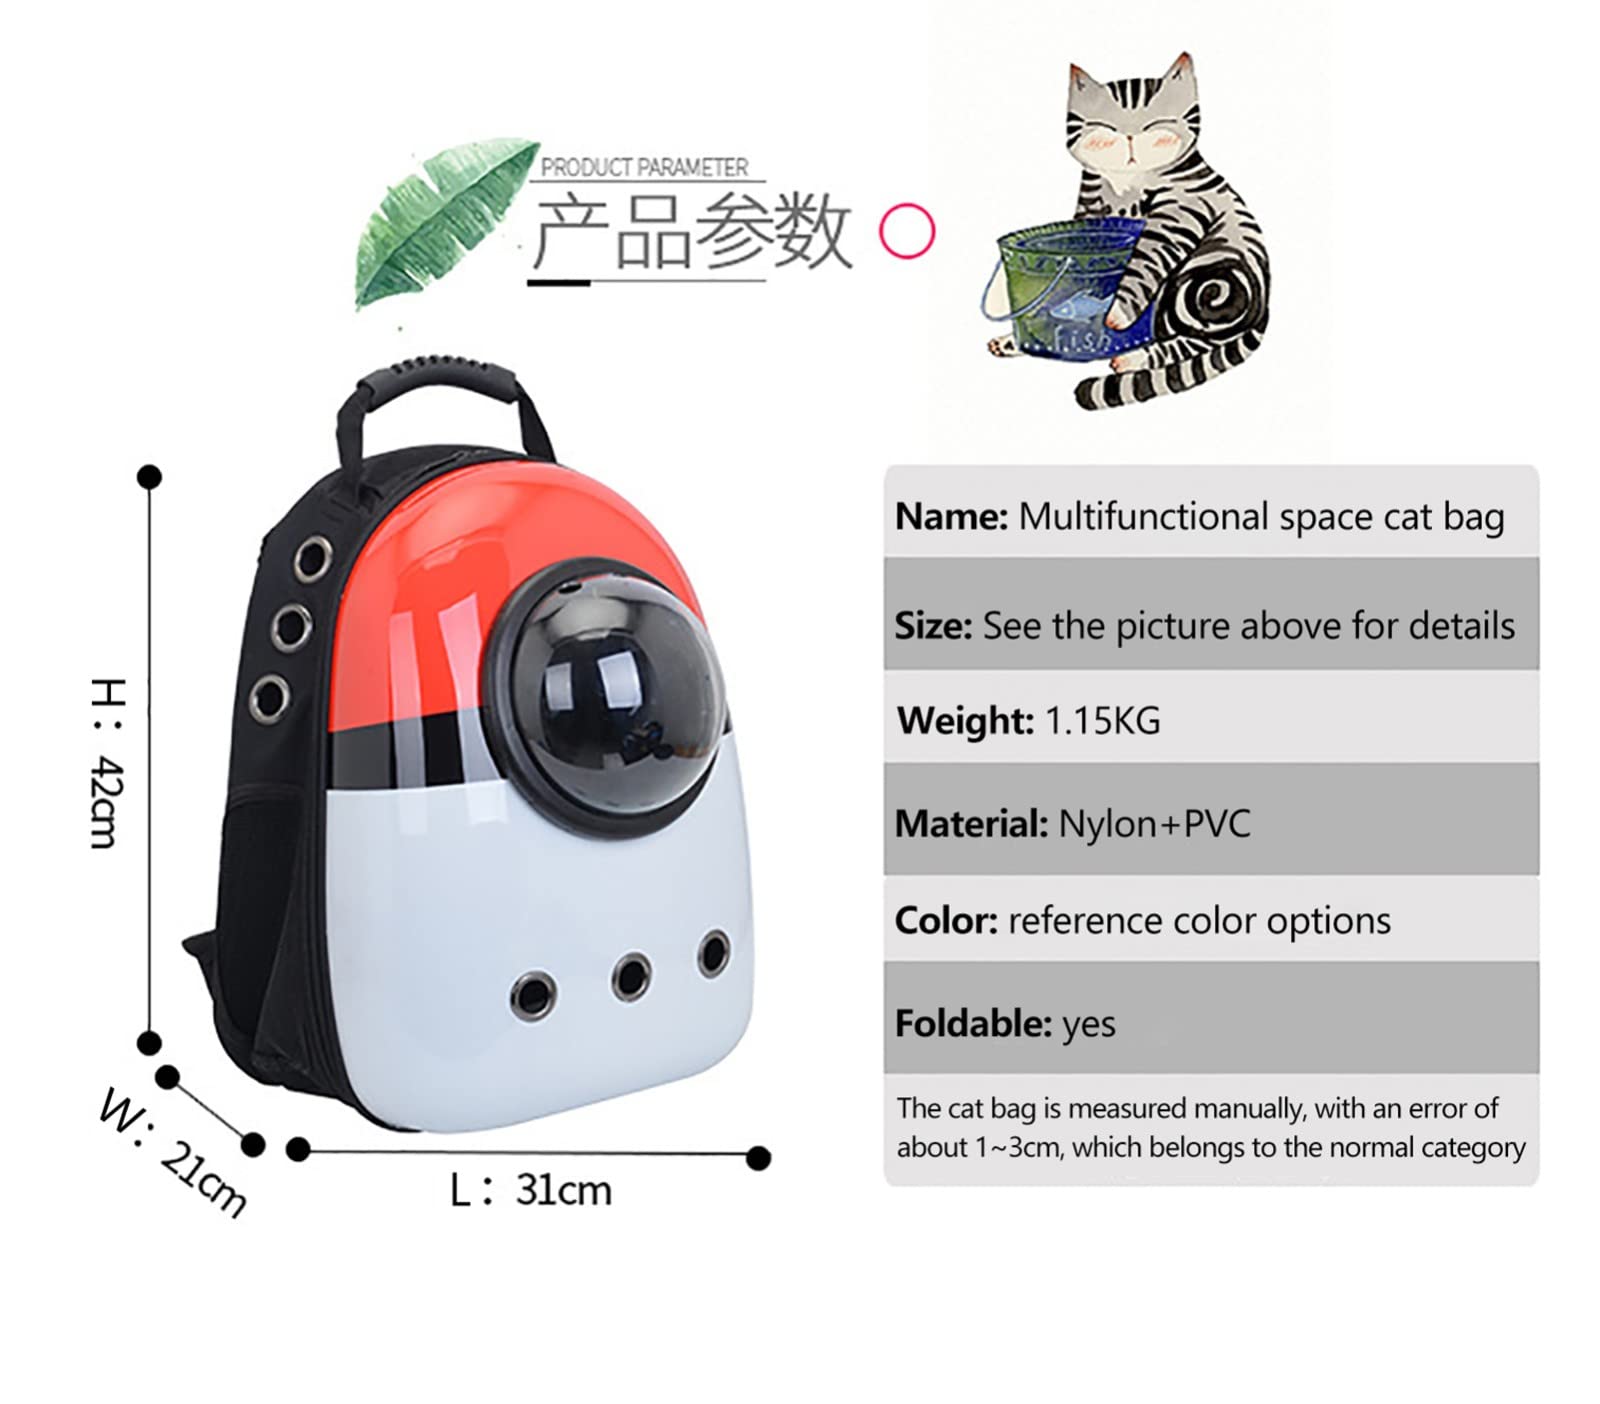 PRODUCT PARAMETER
产品参数
fish
H：42cm
W：21cm
L：31cm
Name: Multifunctional space cat bag
Size: See the picture above for details
Weight: 1.15KG
Material: Nylon+PVC
Color: reference color options
Foldable: yes
The cat bag is measured manually, with an error of
about 1~3cm, which belongs to the normal category